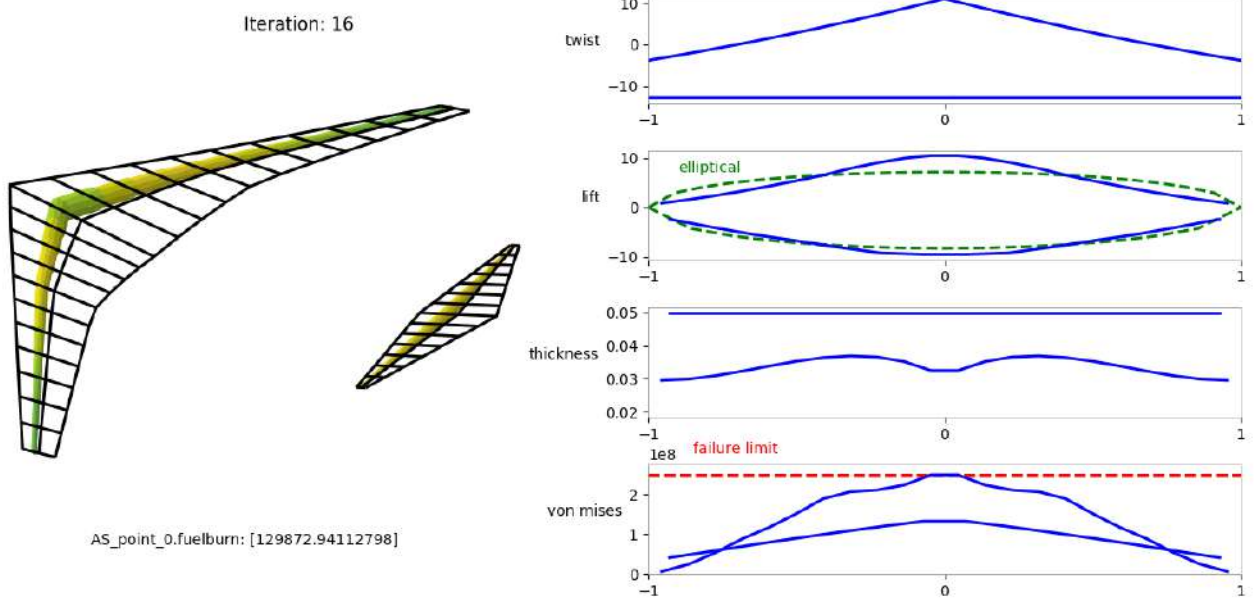 Iteration: 16
10
twist
0
−10
−1
0
1
10
elliptical
lift
0
−10
−1
0
1
0.05
0.04
thickness
0.03
0.02
−1
0
1
1e8
failure limit
2
von mises
1
0
−1
0
1
AS_point_0.fuelburn: [129872.94112798]